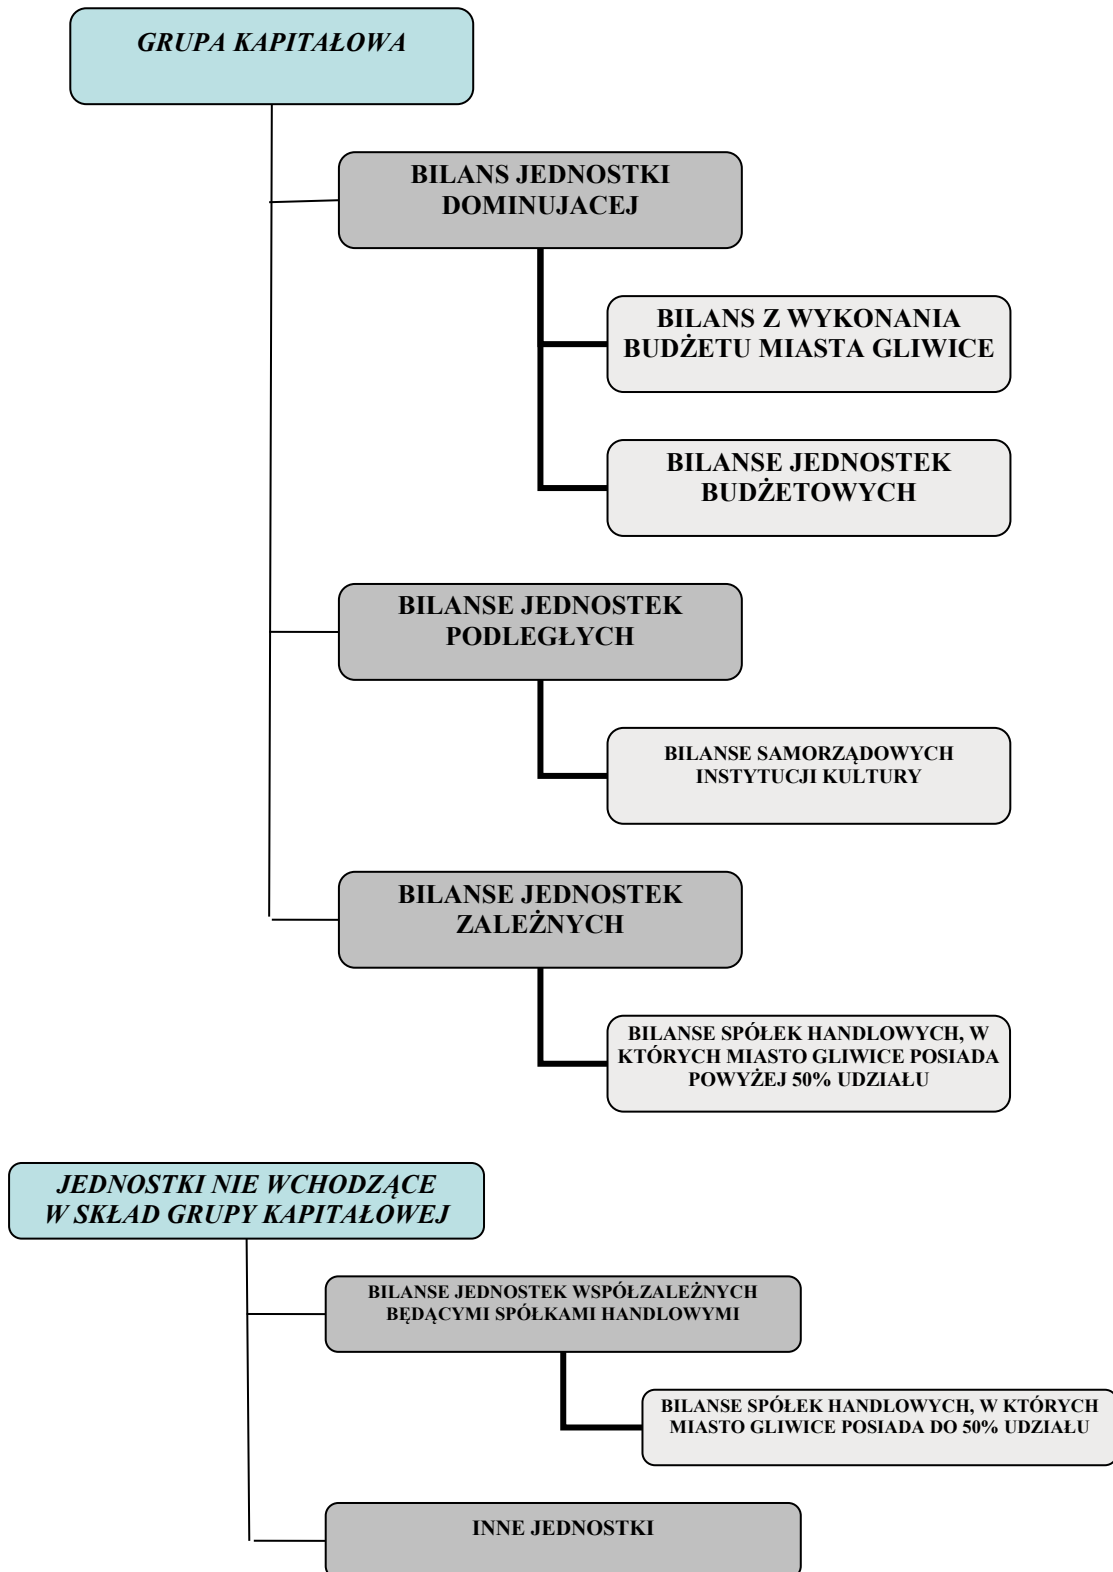 GRUPA KAPITAŁOWA
BILANS JEDNOSTKI
DOMINUJACEJ
BILANS Z WYKONANIA
BUDŻETU MIASTA GLIWICE
BILANSE JEDNOSTEK
BUDŻETOWYCH
BILANSE JEDNOSTEK
PODLEGŁYCH
BILANSE SAMORZĄDOWYCH
INSTYTUCJI KULTURY
BILANSE JEDNOSTEK
ZALEŻNYCH
BILANSE SPÓŁEK HANDLOWYCH, W
KTÓRYCH MIASTO GLIWICE POSIADA
POWYŻEJ 50% UDZIAŁU
JEDNOSTKI NIE WCHODZĄCE
W SKŁAD GRUPY KAPITAŁOWEJ
BILANSE JEDNOSTEK WSPÓŁZALEŻNYCH
BĘDĄCYMI SPÓŁKAMI HANDLOWYMI
BILANSE SPÓŁEK HANDLOWYCH, W KTÓRYCH
MIASTO GLIWICE POSIADA DO 50% UDZIAŁU
INNE JEDNOSTKI